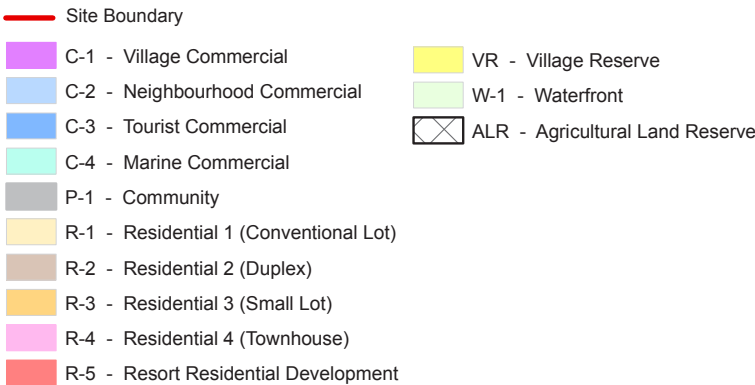 Site Boundary
C-1 - Village Commercial
C-2 - Neighbourhood Commercial
C-3 - Tourist Commercial
C-4 - Marine Commercial
P-1 - Community
R-1 - Residential 1 (Conventional Lot)
R-2 - Residential 2 (Duplex)
R-3 - Residential 3 (Small Lot)
R-4 - Residential 4 (Townhouse)
R-5 - Resort Residential Development
VR - Village Reserve
W-1 - Waterfront
ALR - Agricultural Land Reserve